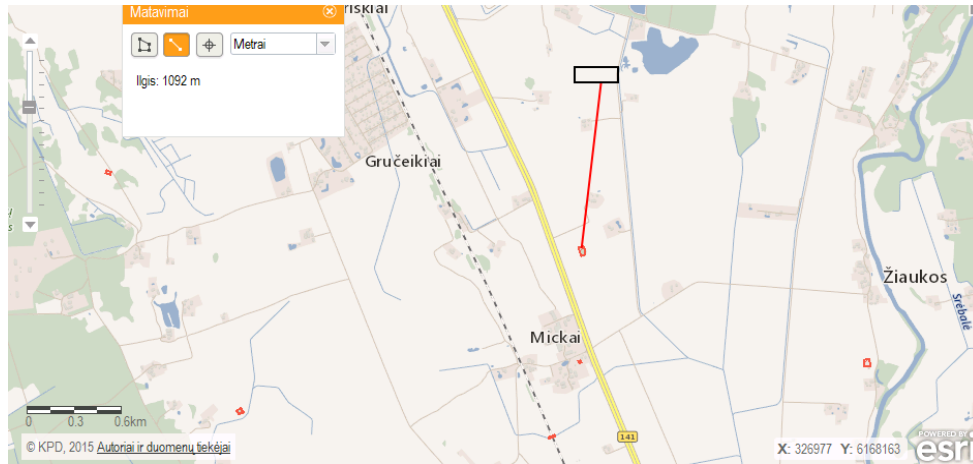 Matavimai
riškiai
Metrai
Ilgis: 1092 m
Gručeikiai
Žiaukos
Srėbalė
Mickai
0 0.3 0.6km
141
© KPD, 2015 Autoriai ir duomenų tiekėjai
X: 326977 Y: 6168163
POWERED BY
esri